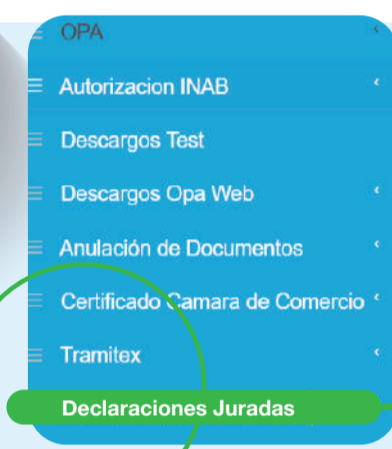 OPA
Autorizacion INAB
Descargos Test
Descargos Opa Web
Anulación de Documentos
Certificado Camara de Comercio
Tramitex
Declaraciones Juradas